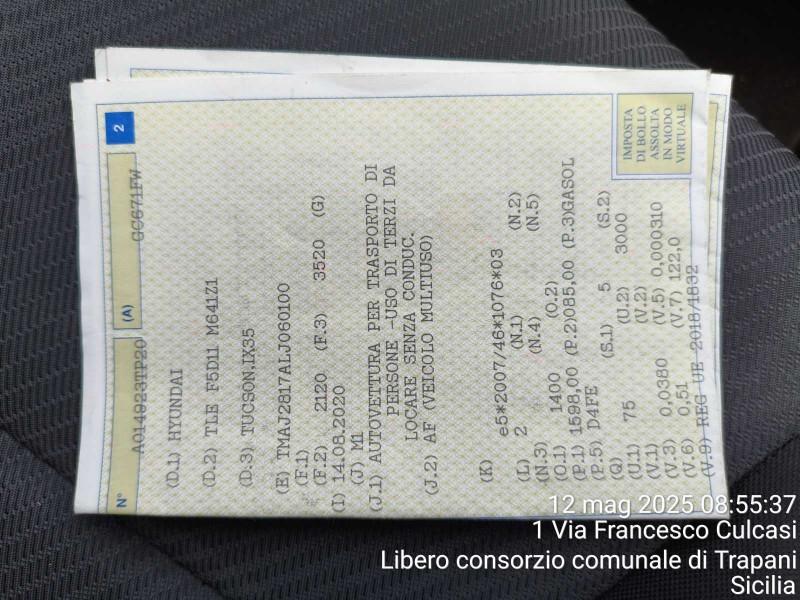 2
N° A014923TP20 (A) GC671FW
(D.1) HYUNDAI
(D.2) TLE F5D11 M641Z1
(D.3) TUCSON,IX35
(E) TMAJ2817ALJ060100
(F.1)
(F.2) 2120 (F.3) 3520 (G)
(I) 14.08.2020
(J) M1
(J.1) AUTOVETTURA PER TRASPORTO DI
PERSONE -USO DI TERZI DA
LOCARE SENZA CONDUC.
(J.2) AF (VEICOLO MULTIUSO)
(K) e5*2007/46*1076*03
(L) 2 (N.1) (N.2)
(N.3) (N.4) (N.5)
(O.1) 1400 (O.2)
(P.1) 1598,00 (P.2)085,00 (P.3)GASOL
(P.5) D4FE
(Q) (S.1) 5 (S.2)
(U.1) 75 (U.2) 3000
(V.1) (V.2)
(V.3) 0,0380 (V.5) 0,000310
(V.6) 0,51 (V.7) 122,0
(V.9) REG UE 2018/1832
IMPOSTA
DI BOLLO
ASSOLTA
IN MODO
VIRTUALE
12 mag 2025 08:55:37
1 Via Francesco Culcasi
Libero consorzio comunale di Trapani
Sicilia